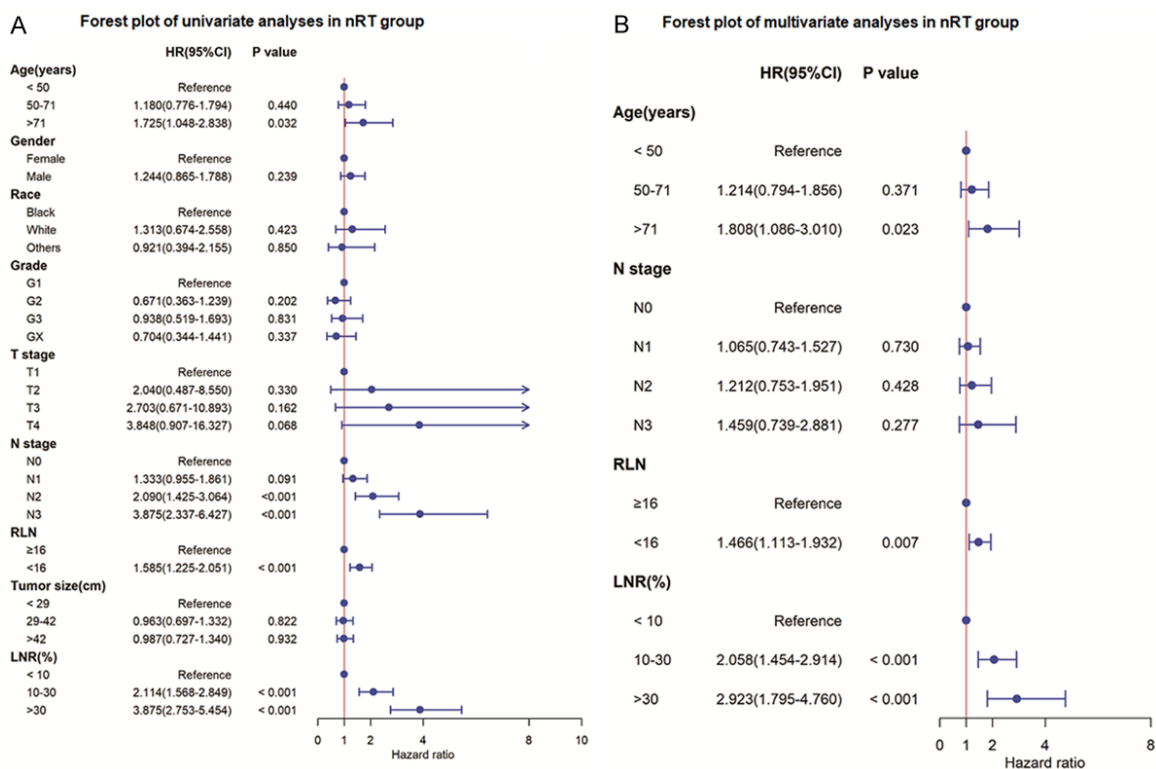 A
Forest plot of univariate analyses in nRT group
HR(95%CI) P value
Age(years)
< 50 Reference
50-71 1.180(0.776-1.794) 0.440
>71 1.725(1.048-2.838) 0.032
Gender
Female Reference
Male 1.244(0.865-1.788) 0.239
Race
Black Reference
White 1.313(0.674-2.558) 0.423
Others 0.921(0.394-2.155) 0.850
Grade
G1 Reference
G2 0.671(0.363-1.239) 0.202
G3 0.938(0.519-1.693) 0.831
GX 0.704(0.344-1.441) 0.337
T stage
T1 Reference
T2 2.040(0.487-8.550) 0.330
T3 2.703(0.671-10.893) 0.162
T4 3.848(0.907-16.327) 0.068
N stage
N0 Reference
N1 1.333(0.955-1.861) 0.091
N2 2.090(1.425-3.064) <0.001
N3 3.875(2.337-6.427) <0.001
RLN
≥16 Reference
<16 1.585(1.225-2.051) < 0.001
Tumor size(cm)
< 29 Reference
29-42 0.963(0.697-1.332) 0.822
>42 0.987(0.727-1.340) 0.932
LNR(%)
< 10 Reference
10-30 2.114(1.568-2.849) < 0.001
>30 3.875(2.753-5.454) < 0.001
0 1 2 4 6 8 10
Hazard ratio
B
Forest plot of multivariate analyses in nRT group
HR(95%CI) P value
Age(years)
< 50 Reference
50-71 1.214(0.794-1.856) 0.371
>71 1.808(1.086-3.010) 0.023
N stage
N0 Reference
N1 1.065(0.743-1.527) 0.730
N2 1.212(0.753-1.951) 0.428
N3 1.459(0.739-2.881) 0.277
RLN
≥16 Reference
<16 1.466(1.113-1.932) 0.007
LNR(%)
< 10 Reference
10-30 2.058(1.454-2.914) < 0.001
>30 2.923(1.795-4.760) < 0.001
0 1 2 4 8
Hazard ratio